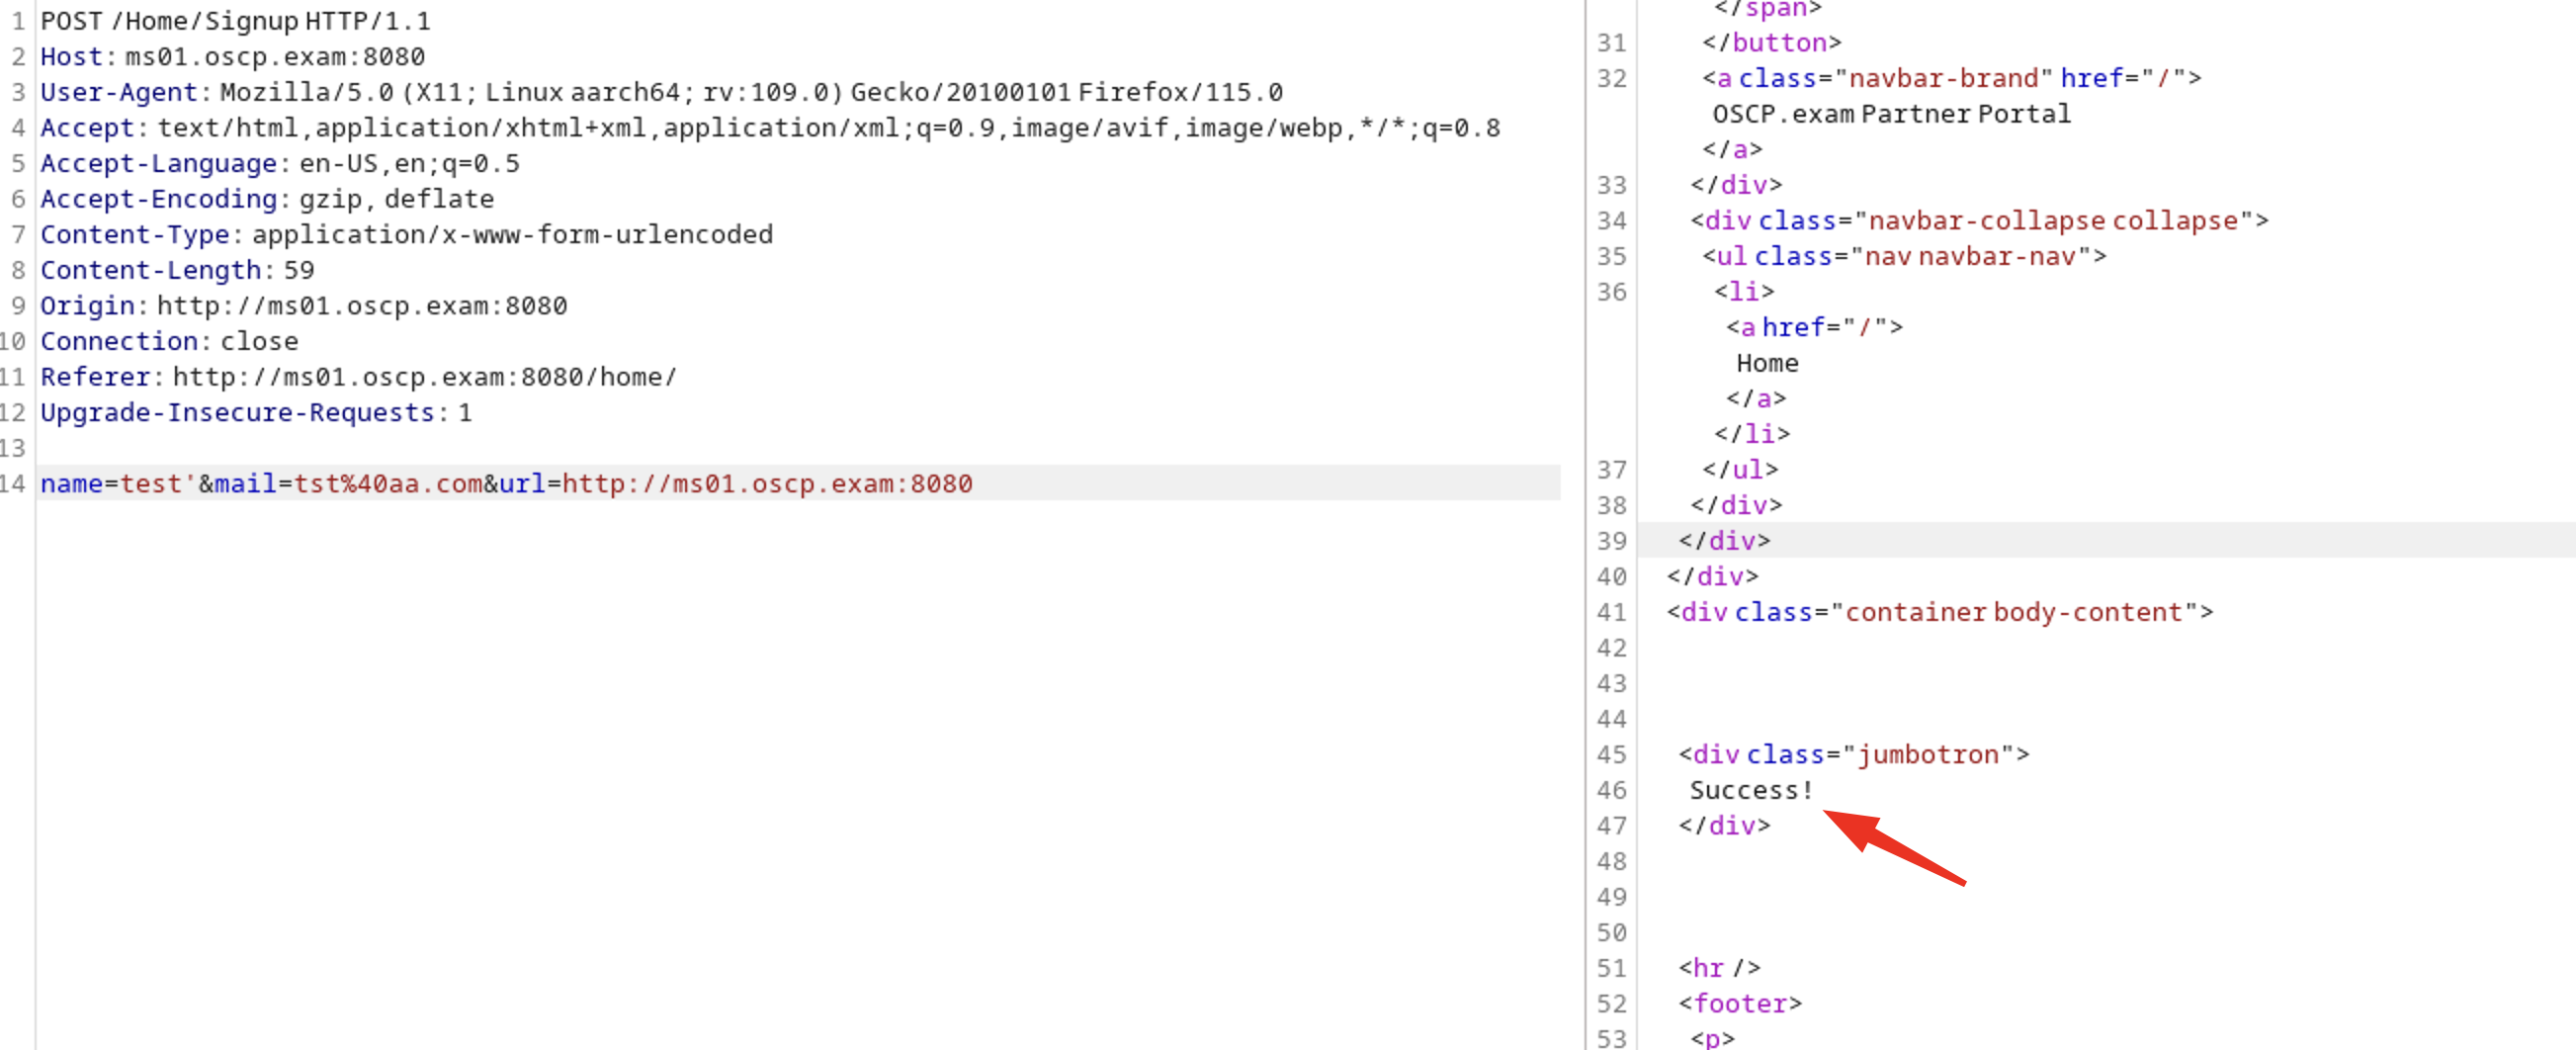 1 POST /Home/Signup HTTP/1.1
2 Host: ms01.oscp.exam:8080
3 User-Agent: Mozilla/5.0 (X11; Linux aarch64; rv:109.0) Gecko/20100101 Firefox/115.0
4 Accept: text/html,application/xhtml+xml,application/xml;q=0.9,image/avif,image/webp,*/*;q=0.8
5 Accept-Language: en-US,en;q=0.5
6 Accept-Encoding: gzip, deflate
7 Content-Type: application/x-www-form-urlencoded
8 Content-Length: 59
9 Origin: http://ms01.oscp.exam:8080
10 Connection: close
11 Referer: http://ms01.oscp.exam:8080/home/
12 Upgrade-Insecure-Requests: 1
13
14 name=test'&mail=tst%40aa.com&url=http://ms01.oscp.exam:8080
</span>
31 </button>
32 <a class="navbar-brand" href="/">
OSCP.exam Partner Portal
</a>
33 </div>
34 <div class="navbar-collapse collapse">
35 <ul class="nav navbar-nav">
36 <li>
<a href="/">
Home
</a>
</li>
37 </ul>
38 </div>
39 </div>
40 </div>
41 <div class="container body-content">
42
43
44
45 <div class="jumbotron">
46 Success!
47 </div>
48
49
50
51 <hr />
52 <footer>
53 <p>